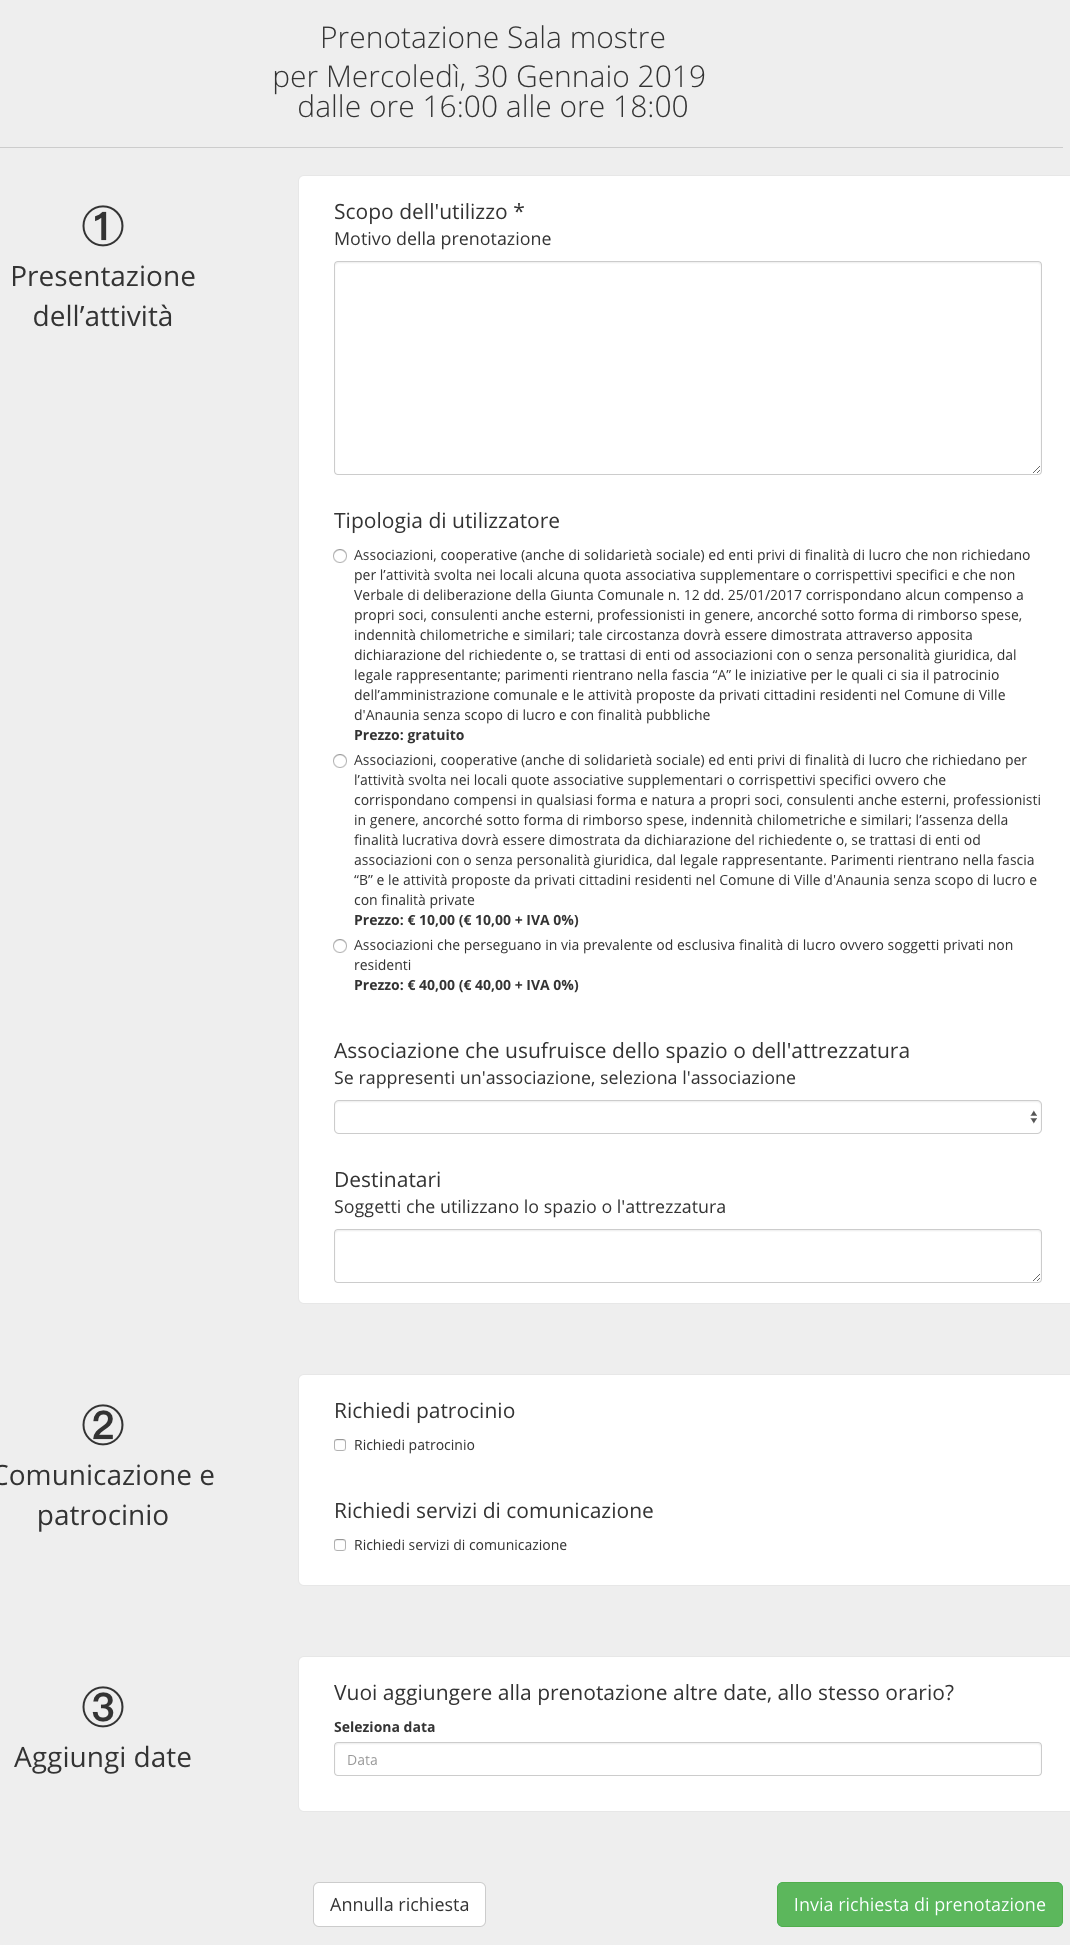 Prenotazione Sala mostre
per Mercoledì, 30 Gennaio 2019
dalle ore 16:00 alle ore 18:00
①
Presentazione
dell’attività
Scopo dell'utilizzo *
Motivo della prenotazione
Tipologia di utilizzatore
Associazioni, cooperative (anche di solidarietà sociale) ed enti privi di finalità di lucro che non richiedano
per l’attività svolta nei locali alcuna quota associativa supplementare o corrispettivi specifici e che non
Verbale di deliberazione della Giunta Comunale n. 12 dd. 25/01/2017 corrispondano alcun compenso a
propri soci, consulenti anche esterni, professionisti in genere, ancorché sotto forma di rimborso spese,
indennità chilometriche e similari; tale circostanza dovrà essere dimostrata attraverso apposita
dichiarazione del richiedente o, se trattasi di enti od associazioni con o senza personalità giuridica, dal
legale rappresentante; parimenti rientrano nella fascia “A” le iniziative per le quali ci sia il patrocinio
dell’amministrazione comunale e le attività proposte da privati cittadini residenti nel Comune di Ville
d'Anaunia senza scopo di lucro e con finalità pubbliche
Prezzo: gratuito
Associazioni, cooperative (anche di solidarietà sociale) ed enti privi di finalità di lucro che richiedano per
l’attività svolta nei locali quote associative supplementari o corrispettivi specifici ovvero che
corrispondano compensi in qualsiasi forma e natura a propri soci, consulenti anche esterni, professionisti
in genere, ancorché sotto forma di rimborso spese, indennità chilometriche e similari; l’assenza della
finalità lucrativa dovrà essere dimostrata da dichiarazione del richiedente o, se trattasi di enti od
associazioni con o senza personalità giuridica, dal legale rappresentante. Parimenti rientrano nella fascia
“B” e le attività proposte da privati cittadini residenti nel Comune di Ville d'Anaunia senza scopo di lucro e
con finalità private
Prezzo: € 10,00 (€ 10,00 + IVA 0%)
Associazioni che perseguano in via prevalente od esclusiva finalità di lucro ovvero soggetti privati non
residenti
Prezzo: € 40,00 (€ 40,00 + IVA 0%)
Associazione che usufruisce dello spazio o dell'attrezzatura
Se rappresenti un'associazione, seleziona l'associazione
Destinatari
Soggetti che utilizzano lo spazio o l'attrezzatura
②
Comunicazione e
patrocinio
Richiedi patrocinio
Richiedi patrocinio
Richiedi servizi di comunicazione
Richiedi servizi di comunicazione
③
Aggiungi date
Vuoi aggiungere alla prenotazione altre date, allo stesso orario?
Seleziona data
Data
Annulla richiesta
Invia richiesta di prenotazione